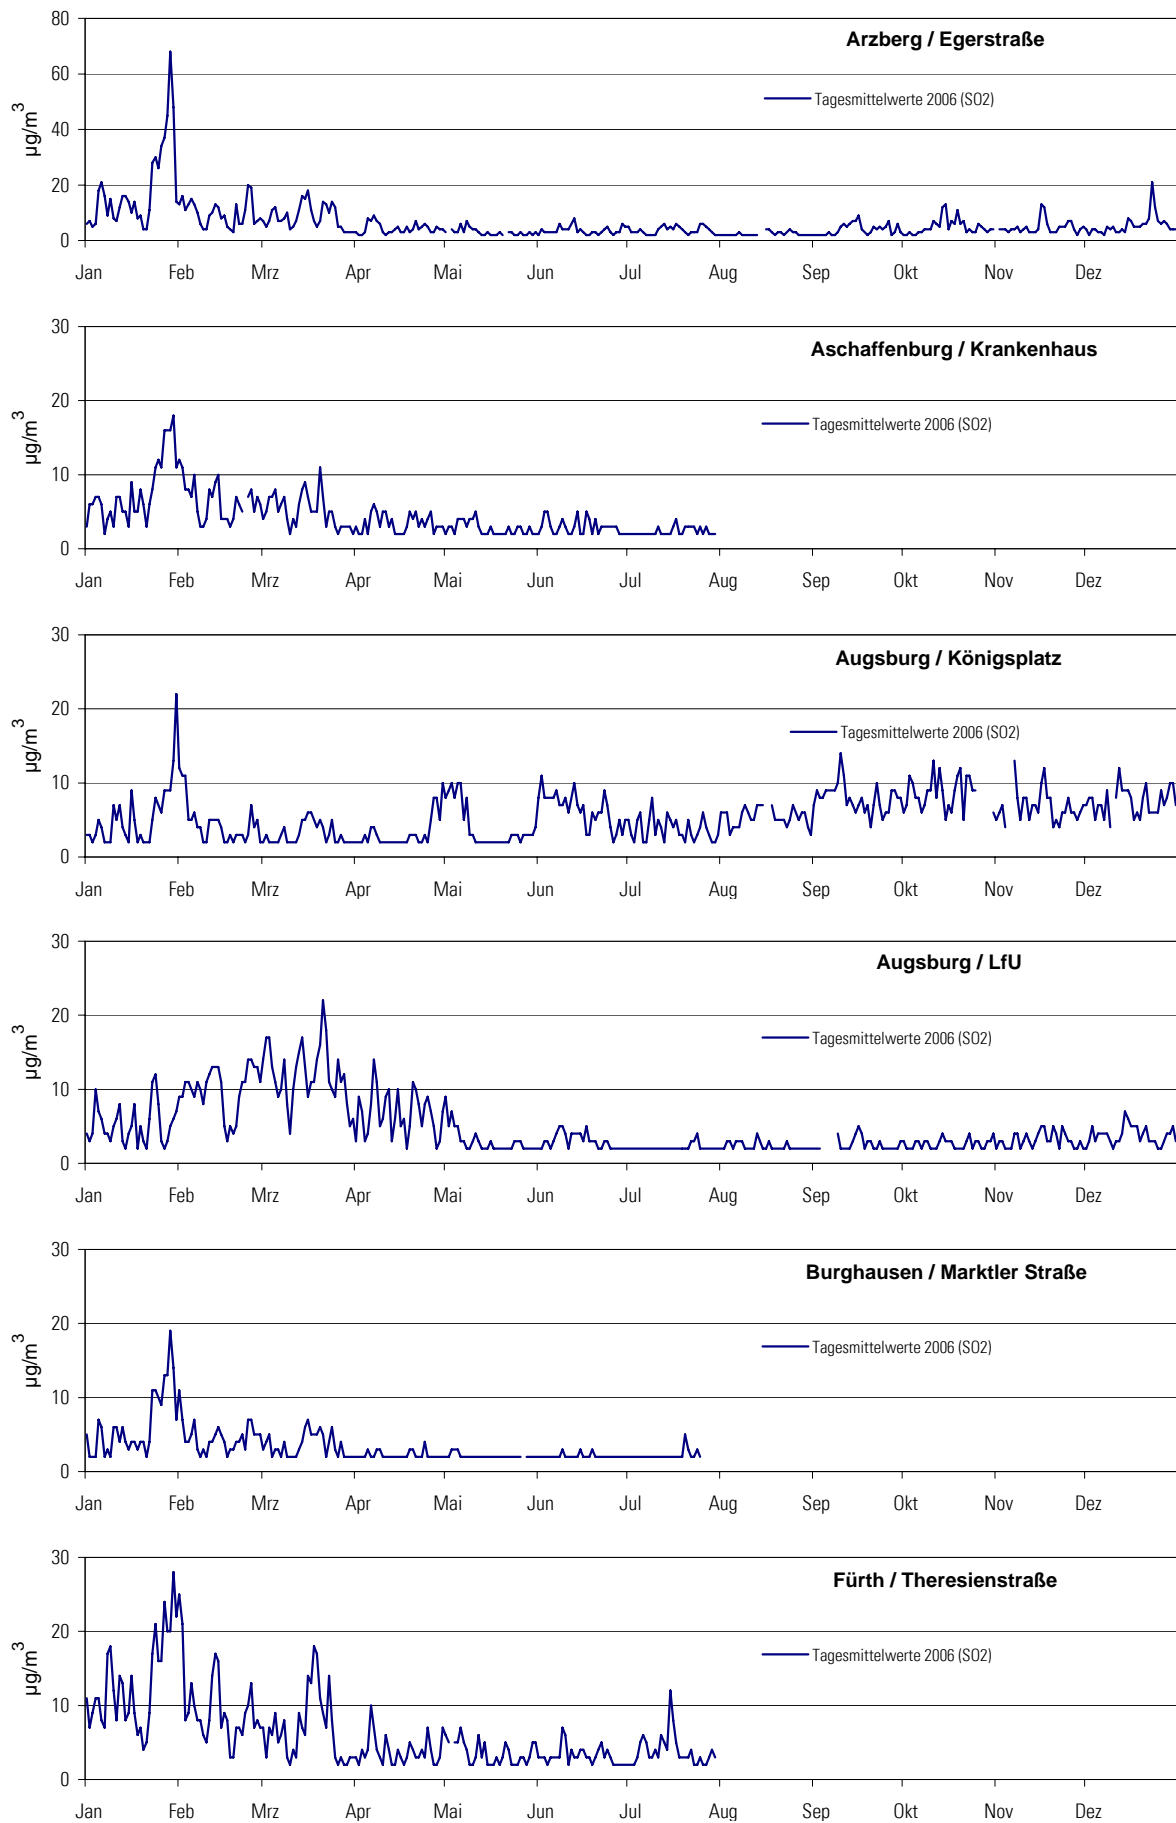 Arzberg / Egerstraße
Tagesmittelwerte 2006 (SO2)
µg/m³
80
60
40
20
0
Jan Feb Mrz Apr Mai Jun Jul Aug Sep Okt Nov Dez
Aschaffenburg / Krankenhaus
Tagesmittelwerte 2006 (SO2)
µg/m³
30
20
10
0
Jan Feb Mrz Apr Mai Jun Jul Aug Sep Okt Nov Dez
Augsburg / Königsplatz
Tagesmittelwerte 2006 (SO2)
µg/m³
30
20
10
0
Jan Feb Mrz Apr Mai Jun Jul Aug Sep Okt Nov Dez
Augsburg / LfU
Tagesmittelwerte 2006 (SO2)
µg/m³
30
20
10
0
Jan Feb Mrz Apr Mai Jun Jul Aug Sep Okt Nov Dez
Burghausen / Marktler Straße
Tagesmittelwerte 2006 (SO2)
µg/m³
30
20
10
0
Jan Feb Mrz Apr Mai Jun Jul Aug Sep Okt Nov Dez
Fürth / Theresienstraße
Tagesmittelwerte 2006 (SO2)
µg/m³
30
20
10
0
Jan Feb Mrz Apr Mai Jun Jul Aug Sep Okt Nov Dez